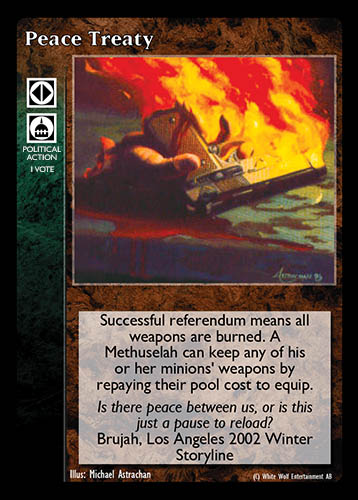 Peace Treaty
POLITICAL
ACTION
1 VOTE
ASTRACHAN 95
Successful referendum means all
weapons are burned. A
Methuselah can keep any of his
or her minions' weapons by
repaying their pool cost to equip.
Is there peace between us, or is this
just a pause to reload?
Brujah, Los Angeles 2002 Winter
Storyline
Illus: Michael Astrachan
(C) White Wolf Entertainment AB